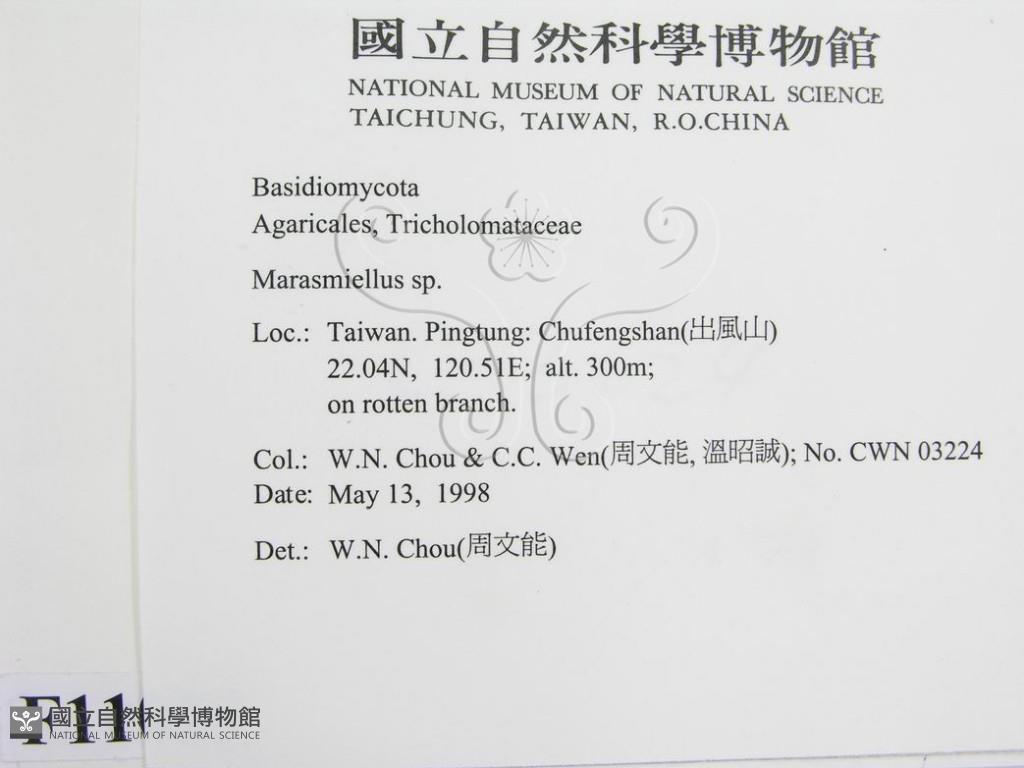 國立自然科學博物館
NATIONAL MUSEUM OF NATURAL SCIENCE
TAICHUNG, TAIWAN, R.O.CHINA
Basidiomycota
Agaricales, Tricholomataceae
Marasmiellus sp.
Loc.: Taiwan. Pingtung: Chufengshan(出風山)
22.04N, 120.51E; alt. 300m;
on rotten branch.
Col.: W.N. Chou & C.C. Wen(周文能, 溫昭誠); No. CWN 03224
Date: May 13, 1998
Det.: W.N. Chou(周文能)
國立自然科學博物館
NATIONAL MUSEUM OF NATURAL SCIENCE